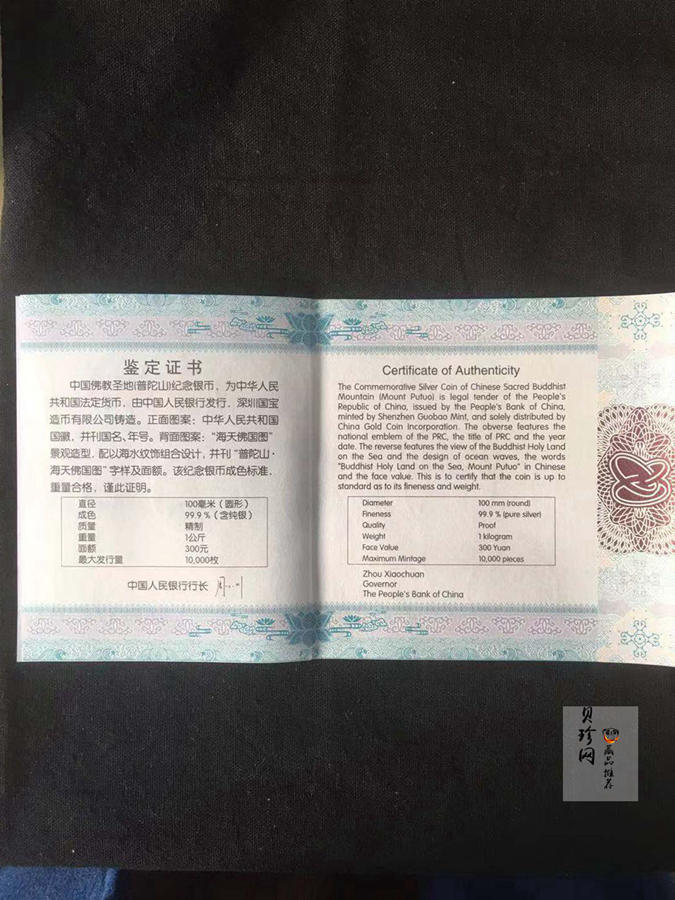 鉴定证书
中国佛教圣地(普陀山)纪念银币，为中华人民
共和国法定货币，由中国人民银行发行，深圳国宝
造币有限公司铸造。正面图案：中华人民共和国
国徽，并刊国名、年号。背面图案：“海天佛国图”
景观造型，配以海水纹饰组合设计，并刊“普陀山·
海天佛国图”字样及面额。该纪念银币成色标准，
重量合格，谨此证明。
直径 100毫米（圆形）
成色 99.9％（含纯银）
质量 精制
重量 1公斤
面额 300元
最大发行量 10,000枚
中国人民银行行长
Certificate of Authenticity
The Commemorative Silver Coin of Chinese Sacred Buddhist
Mountain (Mount Putuo) is legal tender of the People's
Republic of China, issued by the People's Bank of China,
minted by Shenzhen Guobao Mint, and solely distributed by
China Gold Coin Incorporation. The obverse features the
national emblem of the PRC, the title of PRC and the year
date. The reverse features the view of the Buddhist Holy Land
on the Sea and the design of ocean waves, the words
"Buddhist Holy Land on the Sea, Mount Putuo" in Chinese
and the face value. This is to certify that the coin is up to
standard as to its fineness and weight.
Diameter 100 mm (round)
Fineness 99.9 % (pure silver)
Quality Proof
Weight 1 kilogram
Face Value 300 Yuan
Maximum Mintage 10,000 pieces
Zhou Xiaochuan
Governor
The People's Bank of China
贝珍网
藏品推荐